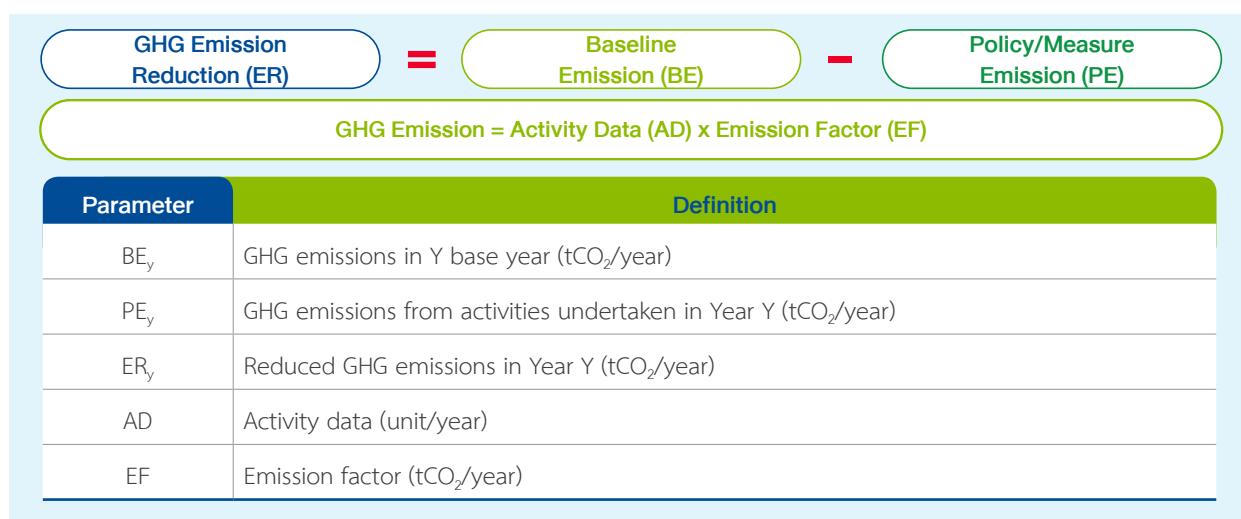 GHG Emission
Reduction (ER)
=
Baseline
Emission (BE)
−
Policy/Measure
Emission (PE)
GHG Emission = Activity Data (AD) x Emission Factor (EF)
Parameter Definition
BEy GHG emissions in Y base year (tCO₂/year)
PEy GHG emissions from activities undertaken in Year Y (tCO₂/year)
ERy Reduced GHG emissions in Year Y (tCO₂/year)
AD Activity data (unit/year)
EF Emission factor (tCO₂/year)